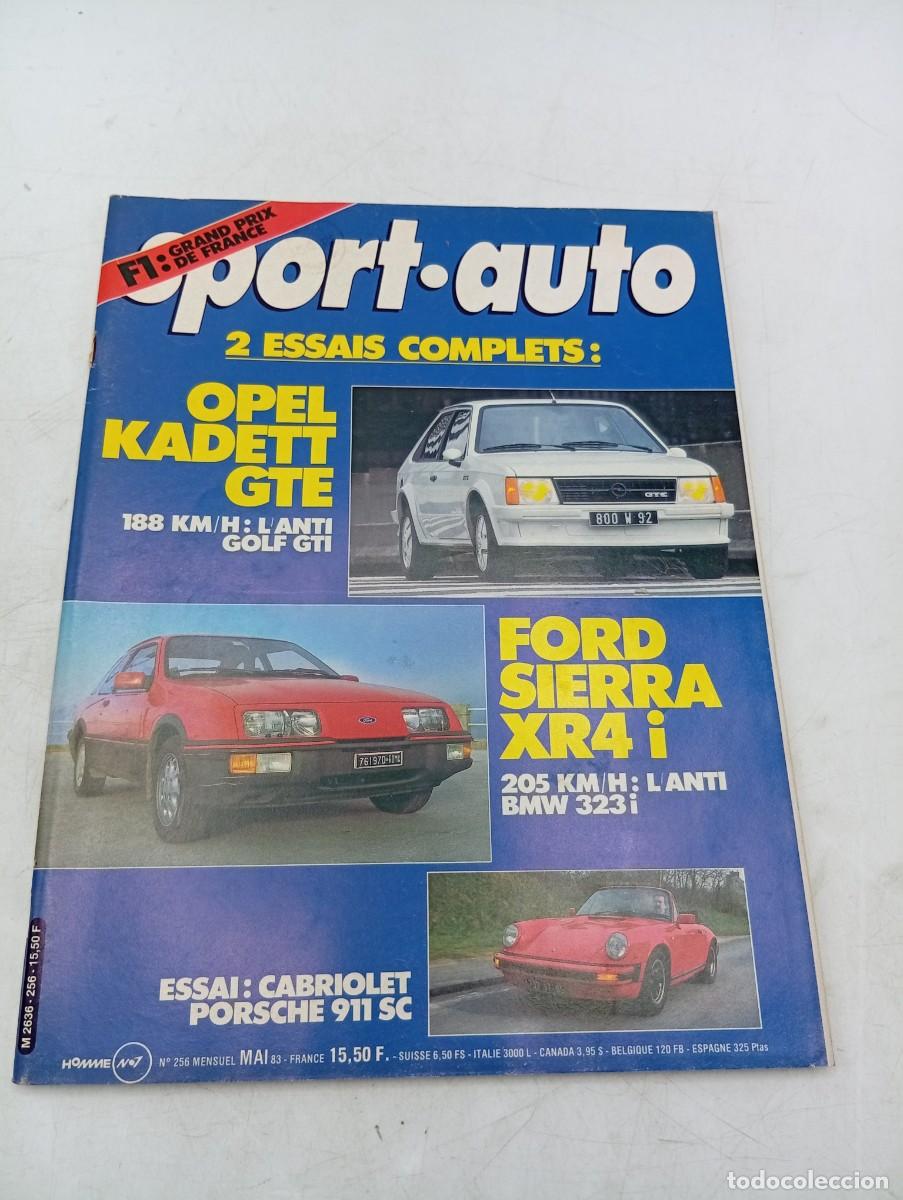 F1: GRAND PRIX
DE FRANCE
sport·auto
2 ESSAIS COMPLETS:
OPEL
KADETT
GTE
188 KM/H: L'ANTI
GOLF GTI
GTE
800 W 92
FORD
SIERRA
XR4 i
205 KM/H: L'ANTI
BMW 323i
Ford
ESSAI: CABRIOLET
PORSCHE 911 SC
M 2636 - 256 - 15,50 F
HOMME N°7
N° 256 MENSUEL MAI 83 - FRANCE 15,50 F. - SUISSE 6,50 FS - ITALIE 3000 L - CANADA 3,95 $ - BELGIQUE 120 FB - ESPAGNE 325 Ptas
todocoleccion